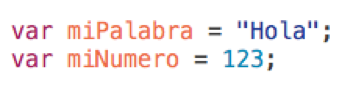 var miPalabra = "Hola";
var miNumero = 123;